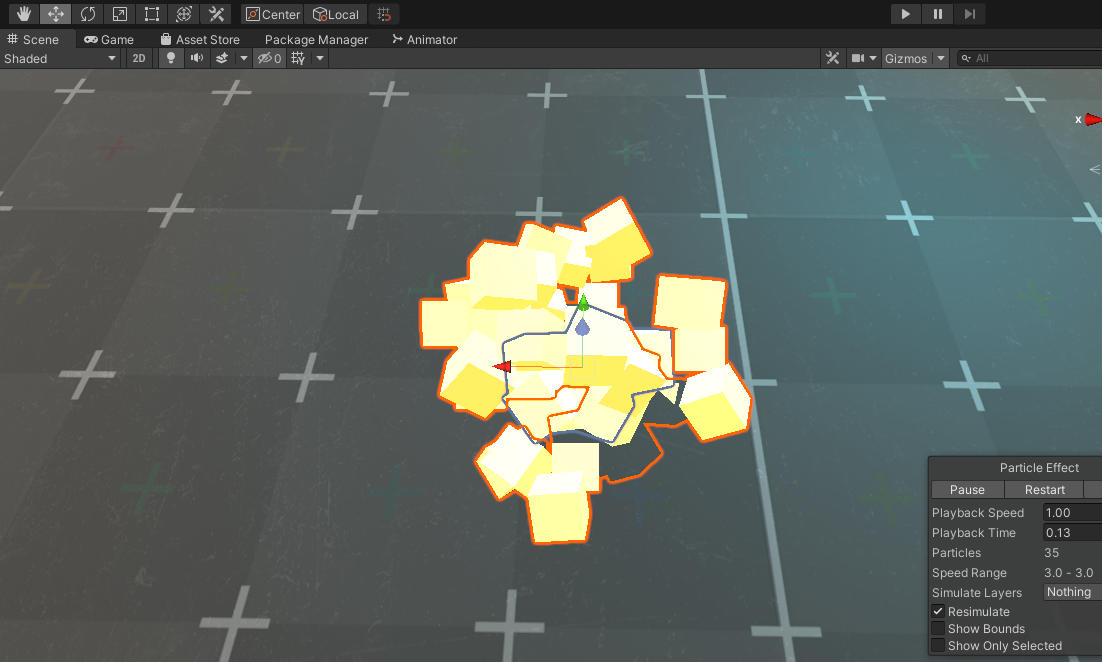 Center Local
Scene Game Asset Store Package Manager Animator
Shaded 2D 0 Gizmos All
x
Particle Effect
Pause Restart
Playback Speed 1.00
Playback Time 0.13
Particles 35
Speed Range 3.0 - 3.0
Simulate Layers Nothing
Resimulate
Show Bounds
Show Only Selected